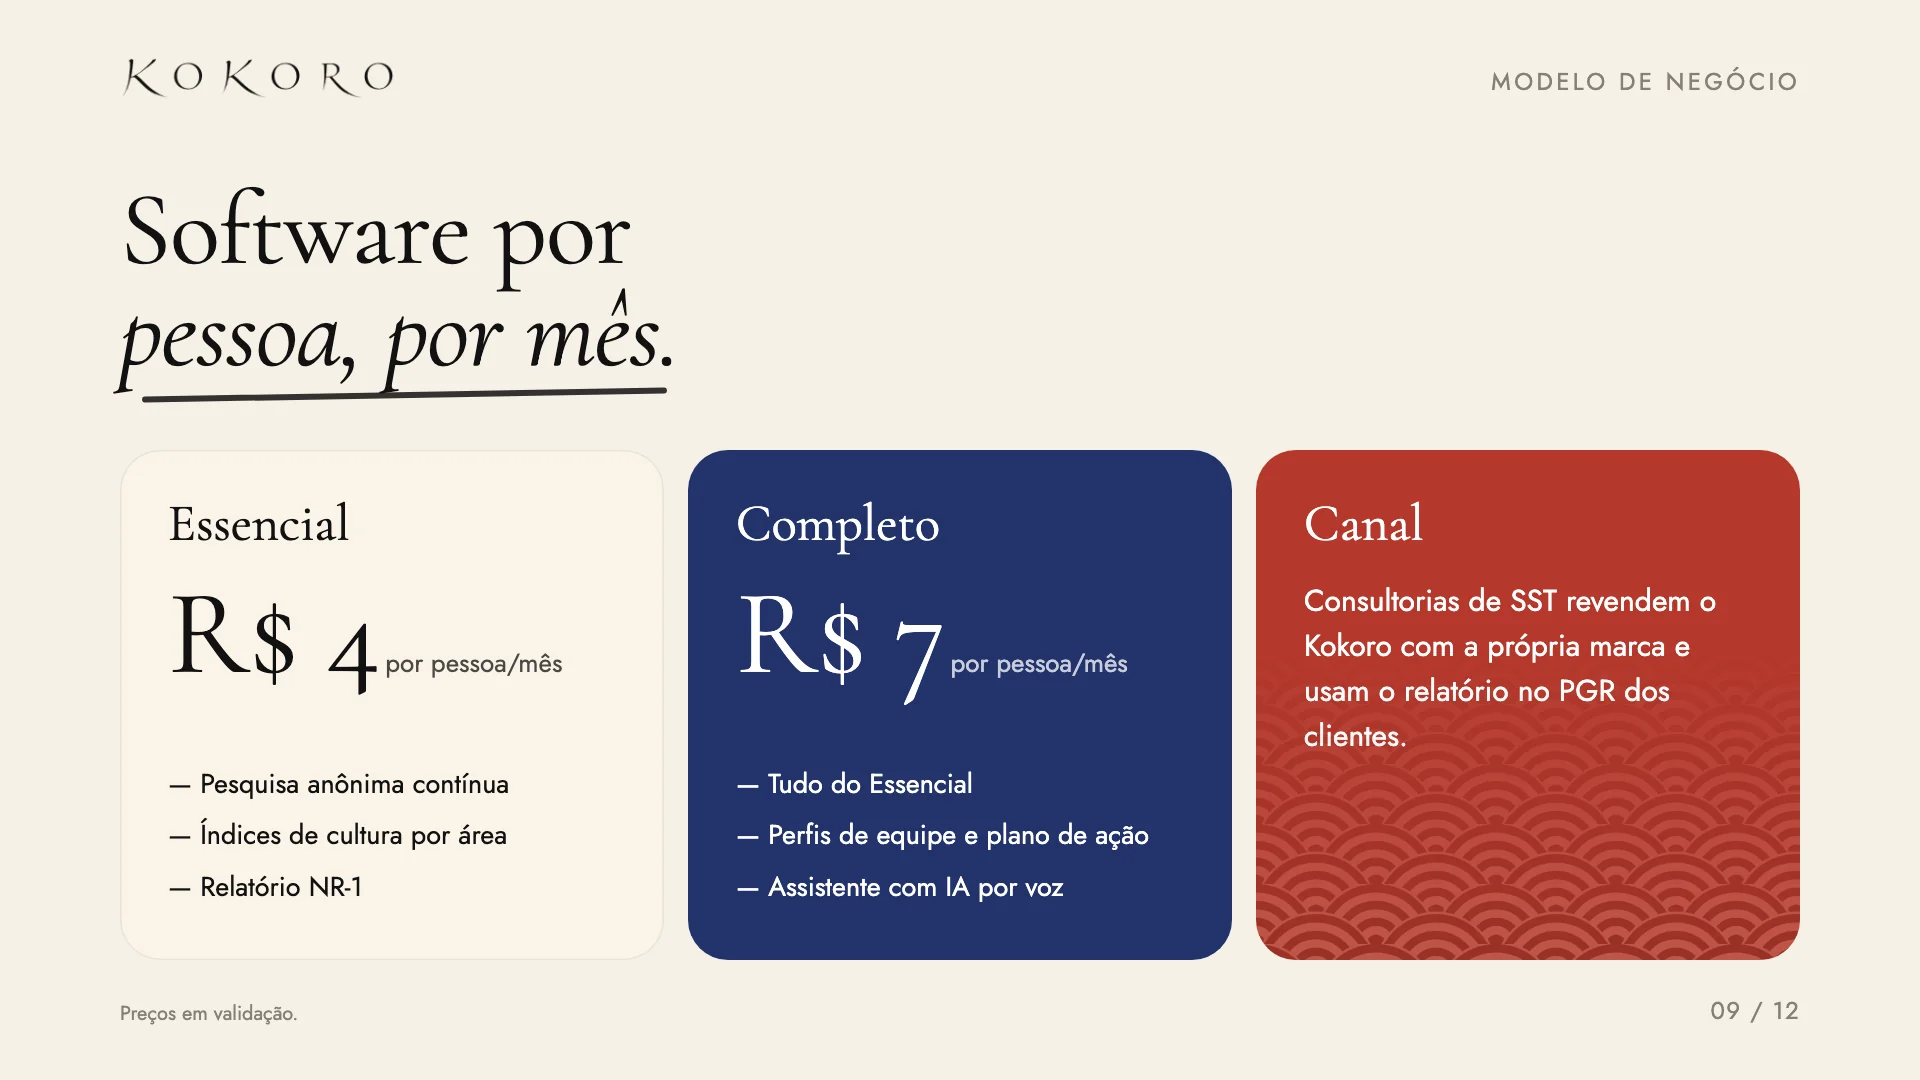 KOKORO
MODELO DE NEGÓCIO
Software por
pessoa, por mês.
Essencial
R$ 4 por pessoa/mês
— Pesquisa anônima contínua
— Índices de cultura por área
— Relatório NR-1
Completo
R$ 7 por pessoa/mês
— Tudo do Essencial
— Perfis de equipe e plano de ação
— Assistente com IA por voz
Canal
Consultorias de SST revendem o
Kokoro com a própria marca e
usam o relatório no PGR dos
clientes.
Preços em validação.
09 / 12